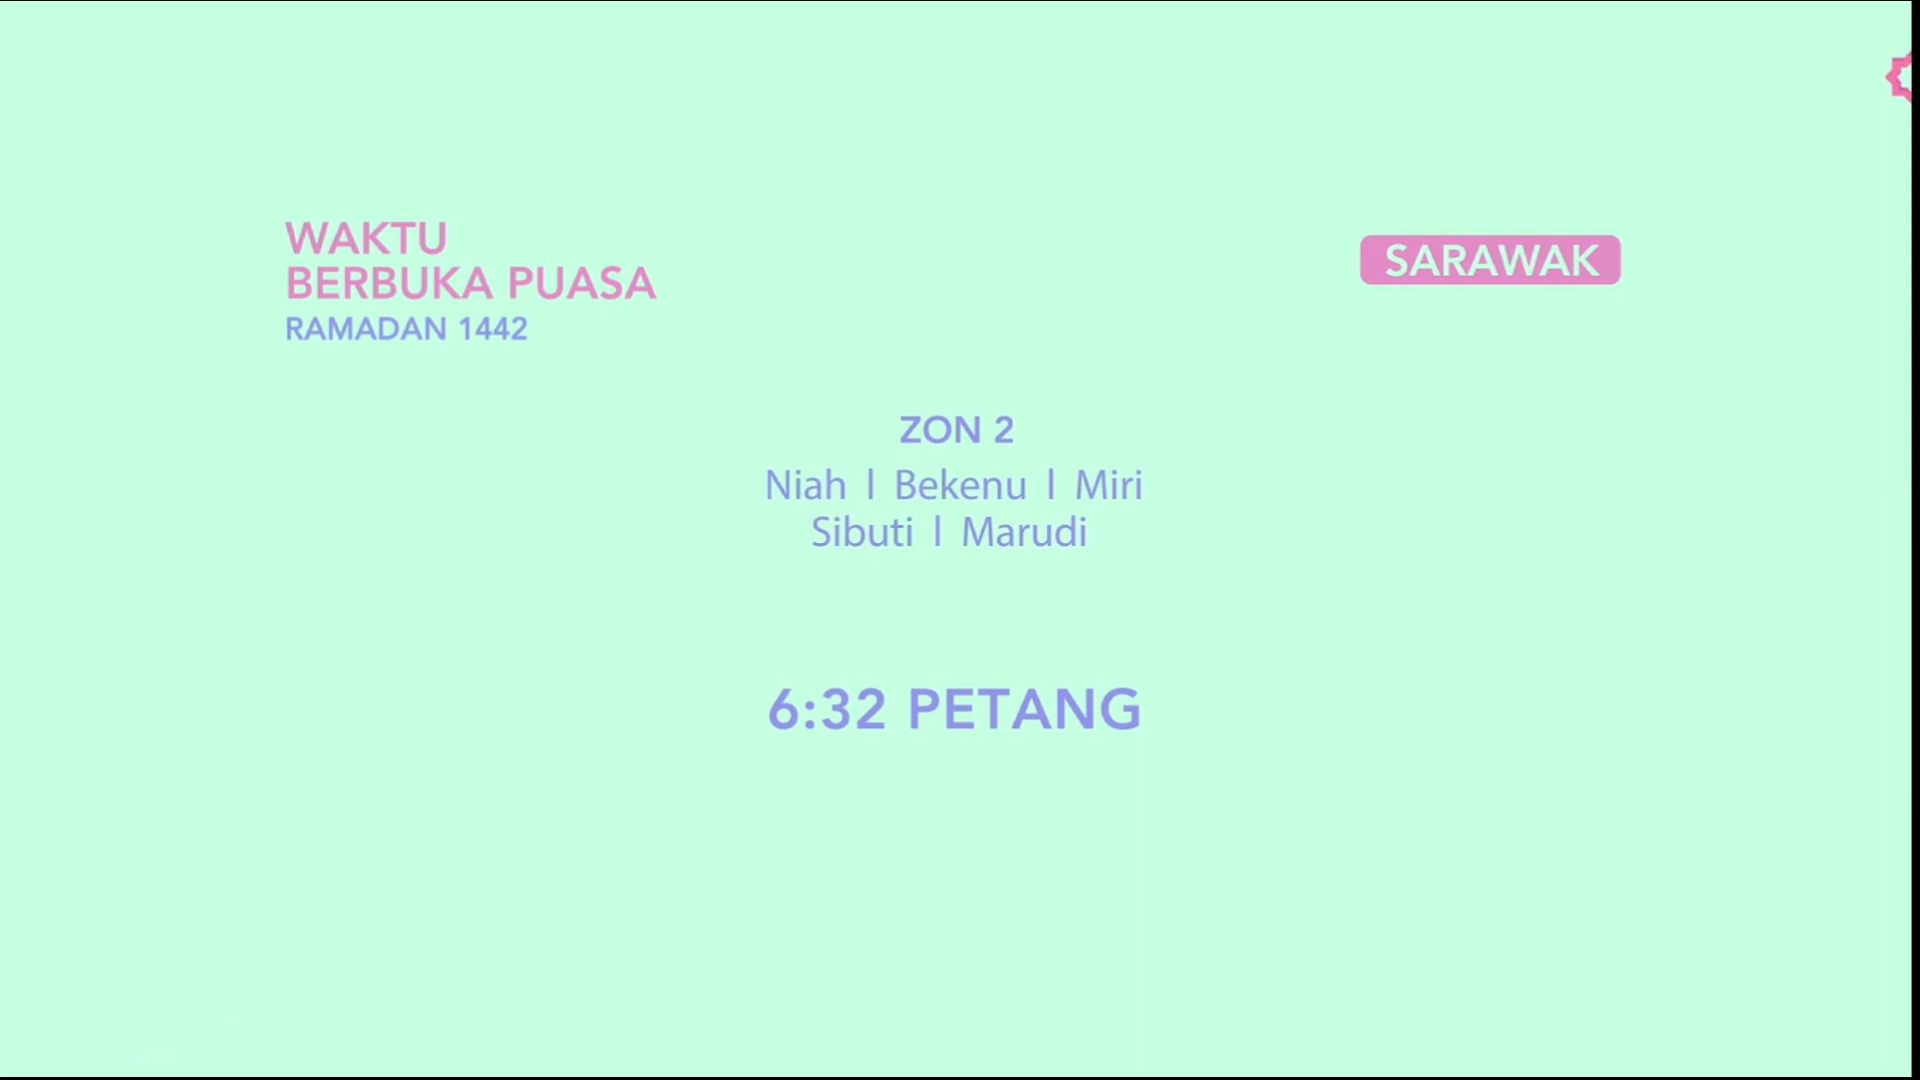 WAKTU
BERBUKA PUASA
RAMADAN 1442
SARAWAK
ZON 2
Niah l Bekenu l Miri
Sibuti l Marudi
6:32 PETANG